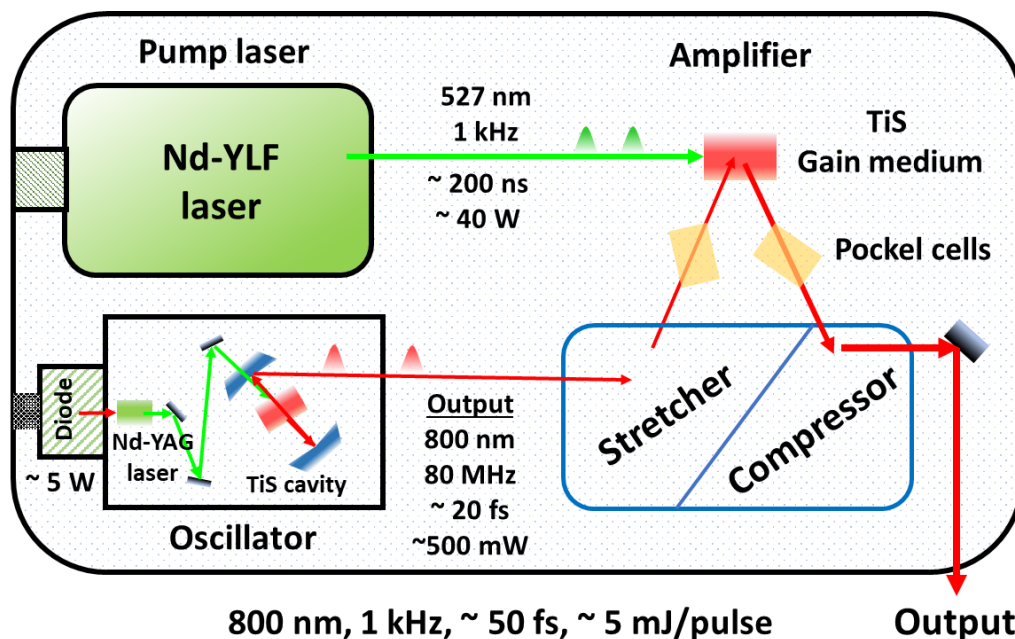 Pump laser
Amplifier
Nd-YLF
laser
527 nm
1 kHz
~ 200 ns
~ 40 W
TiS
Gain medium
Pockel cells
Diode
Nd-YAG
laser
TiS cavity
~ 5 W
Oscillator
Output
800 nm
80 MHz
~ 20 fs
~500 mW
Stretcher
Compressor
800 nm, 1 kHz, ~ 50 fs, ~ 5 mJ/pulse
Output